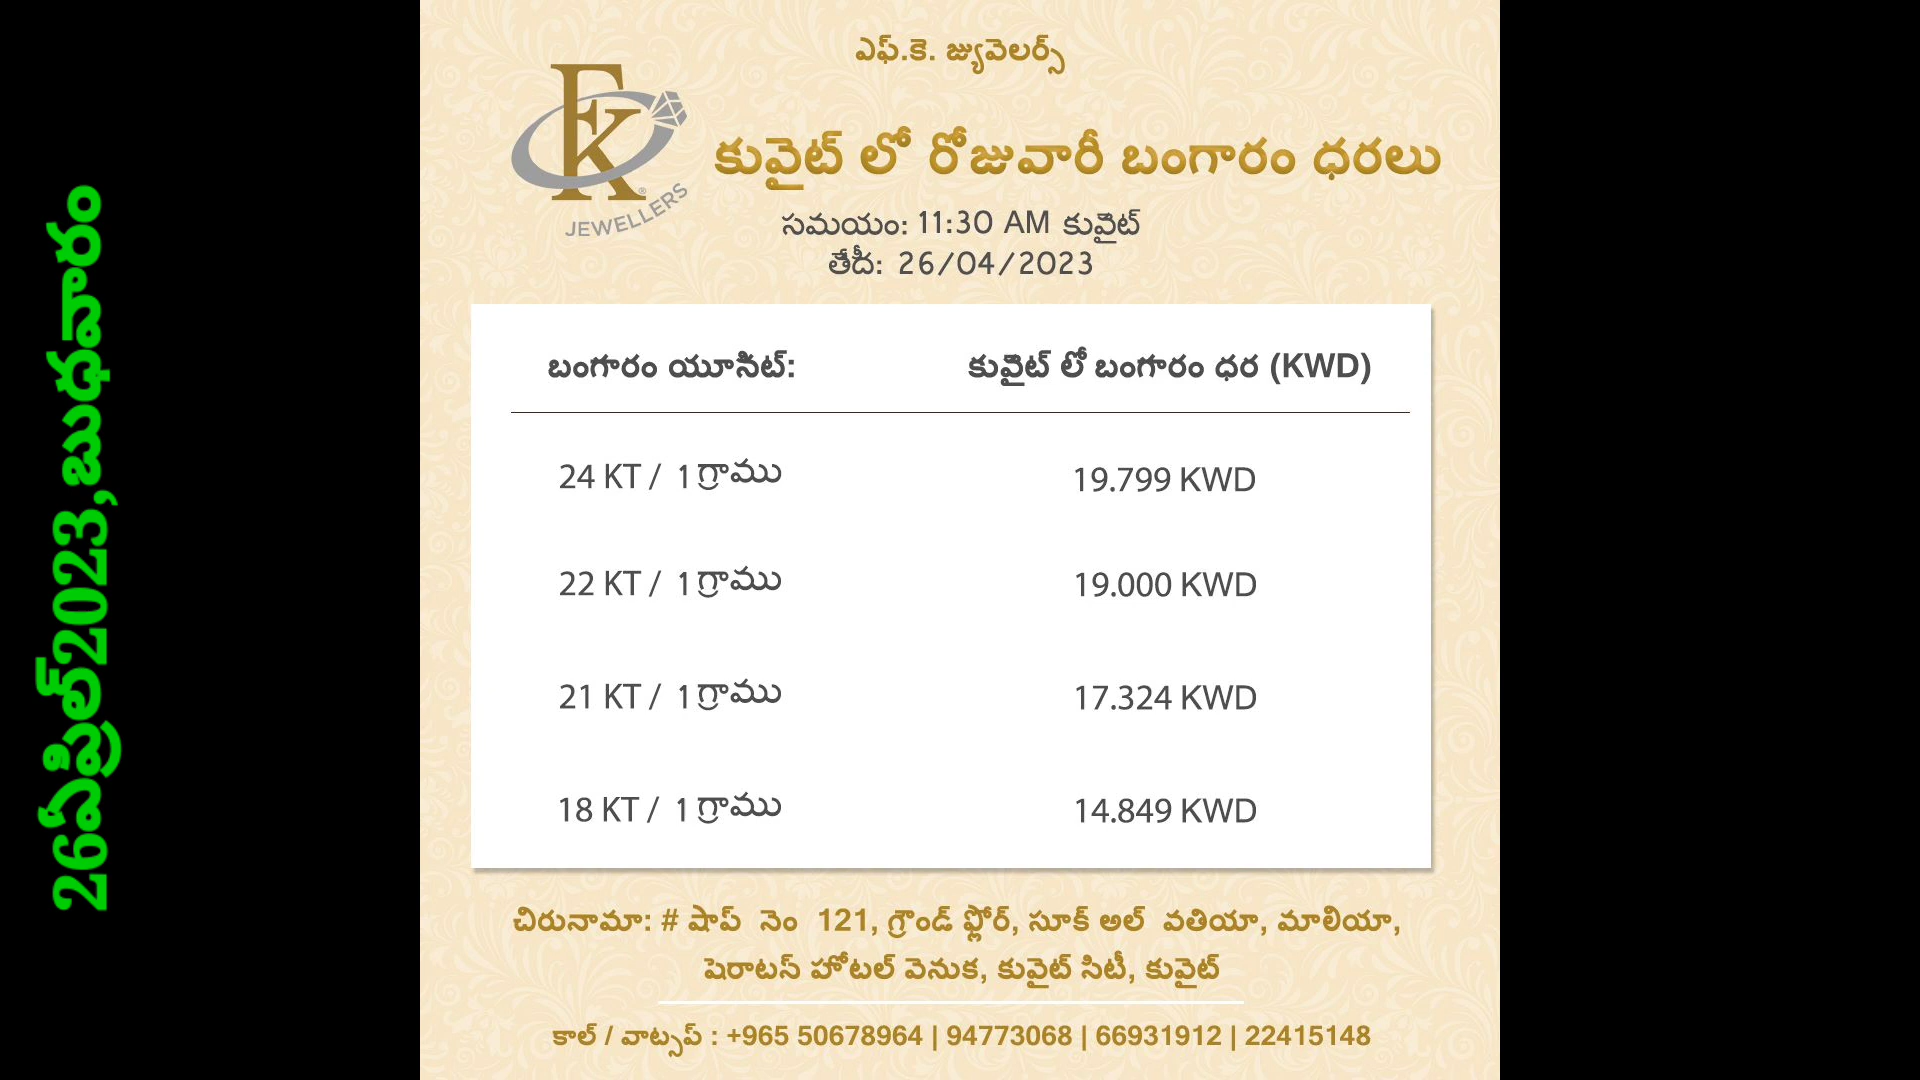 26ఏప్రిల్2023,బుధవారం
ఎఫ్.కె. జ్యువెలర్స్
FK
JEWELLERS
కువైట్ లో రోజువారీ బంగారం ధరలు
సమయం: 11:30 AM కువైట్
తేదీ: 26/04/2023
బంగారం యూనిట్: కువైట్ లో బంగారం ధర (KWD)
24 KT / 1 గ్రాము 19.799 KWD
22 KT / 1 గ్రాము 19.000 KWD
21 KT / 1 గ్రాము 17.324 KWD
18 KT / 1 గ్రాము 14.849 KWD
చిరునామా: # షాప్ నెం 121, గ్రౌండ్ ఫ్లోర్, సూక్ అల్ వతియా, మాలియా,
షెరాటన్ హోటల్ వెనుక, కువైట్ సిటీ, కువైట్
కాల్ / వాట్సప్ : +965 50678964 | 94773068 | 66931912 | 22415148